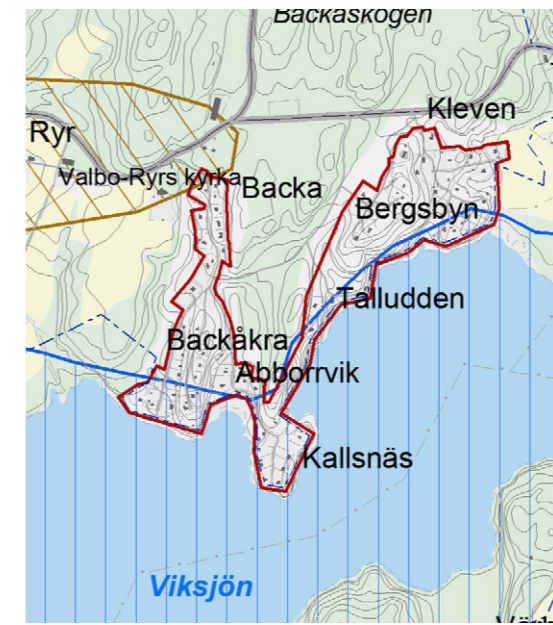 Backaskogen
Kleven
Ryr
Valbo-Ryrs kyrka
Backa
Bergsbyn
Talludden
Backåkra
Abborrvik
Kallsnäs
Viksjön